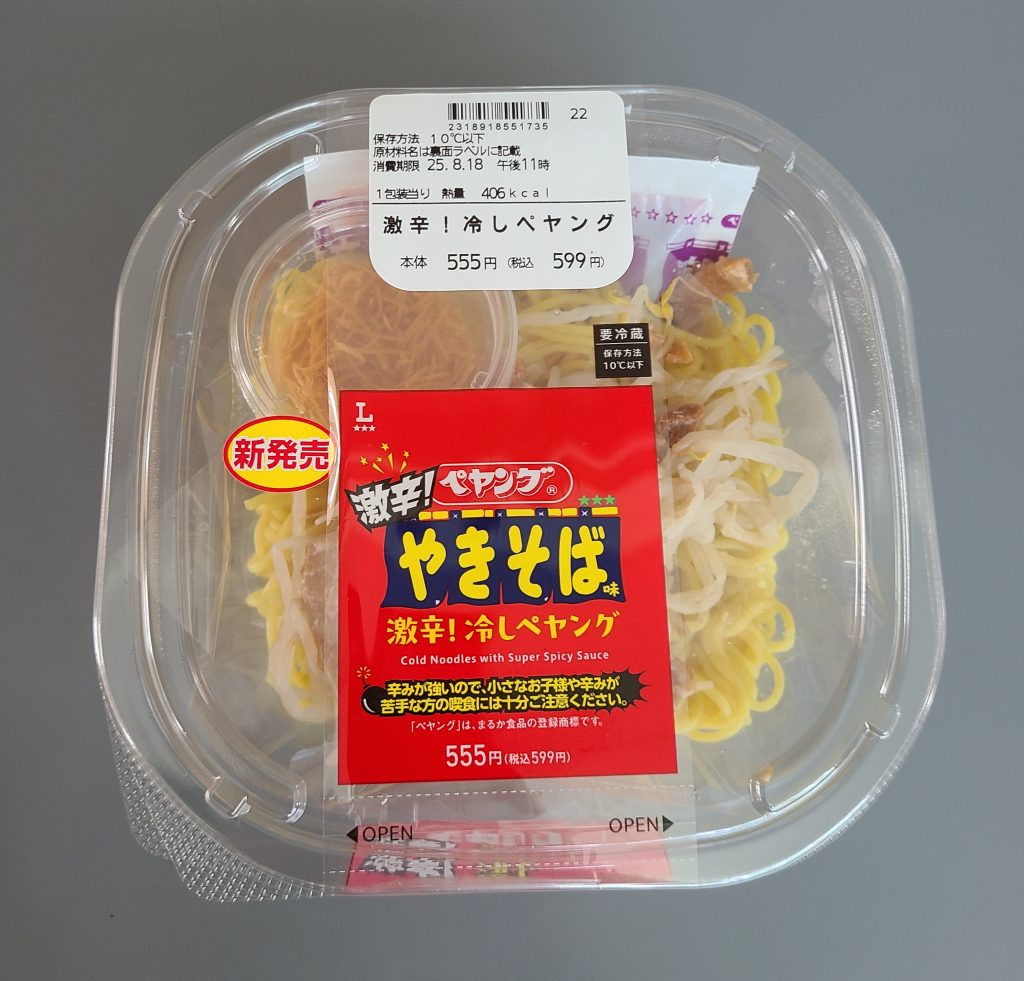 22
2318918551735
保存方法 10℃以下
原材料名は裏面ラベルに記載
消費期限 25.8.18 午後11時
1包装当り 熱量 406kcal
激辛!冷しペヤング
本体 555円(税込 599円)
要冷蔵
保存方法
10℃以下
L
新発売
激辛!
ペヤング®
やきそば味
激辛!冷しペヤング
Cold Noodles with Super Spicy Sauce
辛みが強いので、小さなお子様や辛みが
苦手な方の喫食には十分ご注意ください。
「ペヤング」は、まるか食品の登録商標です。
555円(税込599円)
OPEN
OPEN